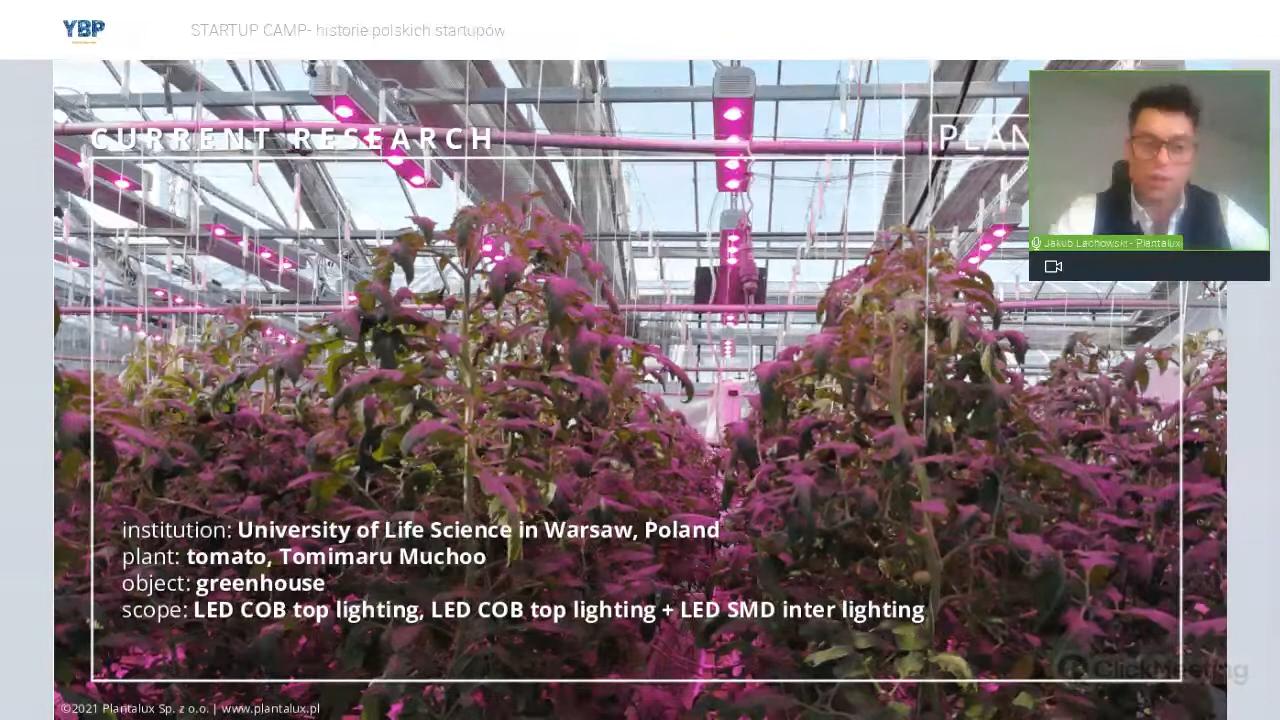 YBP
STARTUP CAMP- historie polskich startupów
CURRENT RESEARCH
PLAN
Jakub Lachowski - Plantalux
institution: University of Life Science in Warsaw, Poland
plant: tomato, Tomimaru Muchoo
object: greenhouse
scope: LED COB top lighting, LED COB top lighting + LED SMD inter lighting
ClickMeeting
©2021 Plantalux Sp. z o.o. | www.plantalux.pl